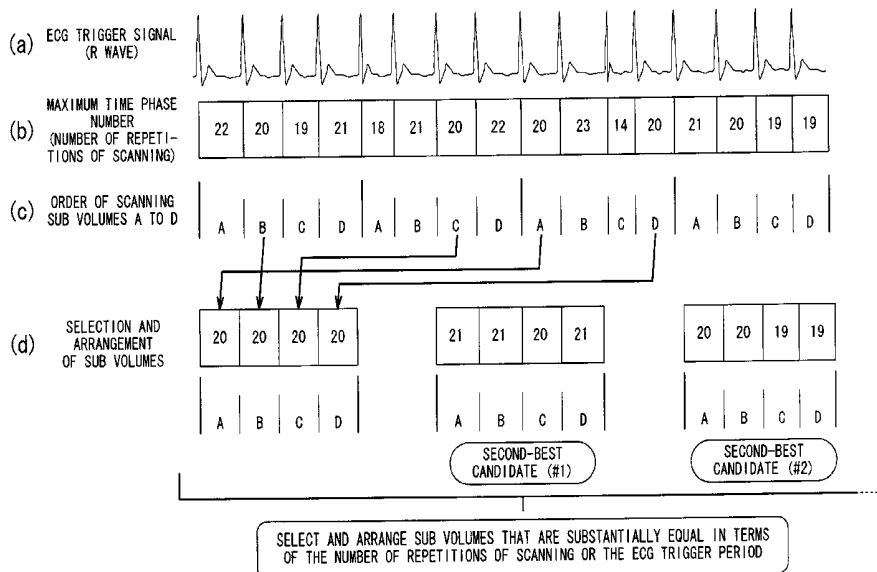 (a) ECG TRIGGER SIGNAL
(R WAVE)
(b) MAXIMUM TIME PHASE
NUMBER
(NUMBER OF REPETI-
TIONS OF SCANNING)
22 20 19 21 18 21 20 22 20 23 14 20 21 20 19 19
(c) ORDER OF SCANNING
SUB VOLUMES A TO D
A B C D A B C D A B C D A B C D
(d) SELECTION AND
ARRANGEMENT
OF SUB VOLUMES
20 20 20 20 21 21 20 21 20 20 19 19
A B C D A B C D A B C D
SECOND-BEST
CANDIDATE (#1)
SECOND-BEST
CANDIDATE (#2)
SELECT AND ARRANGE SUB VOLUMES THAT ARE SUBSTANTIALLY EQUAL IN TERMS
OF THE NUMBER OF REPETITIONS OF SCANNING OR THE ECG TRIGGER PERIOD